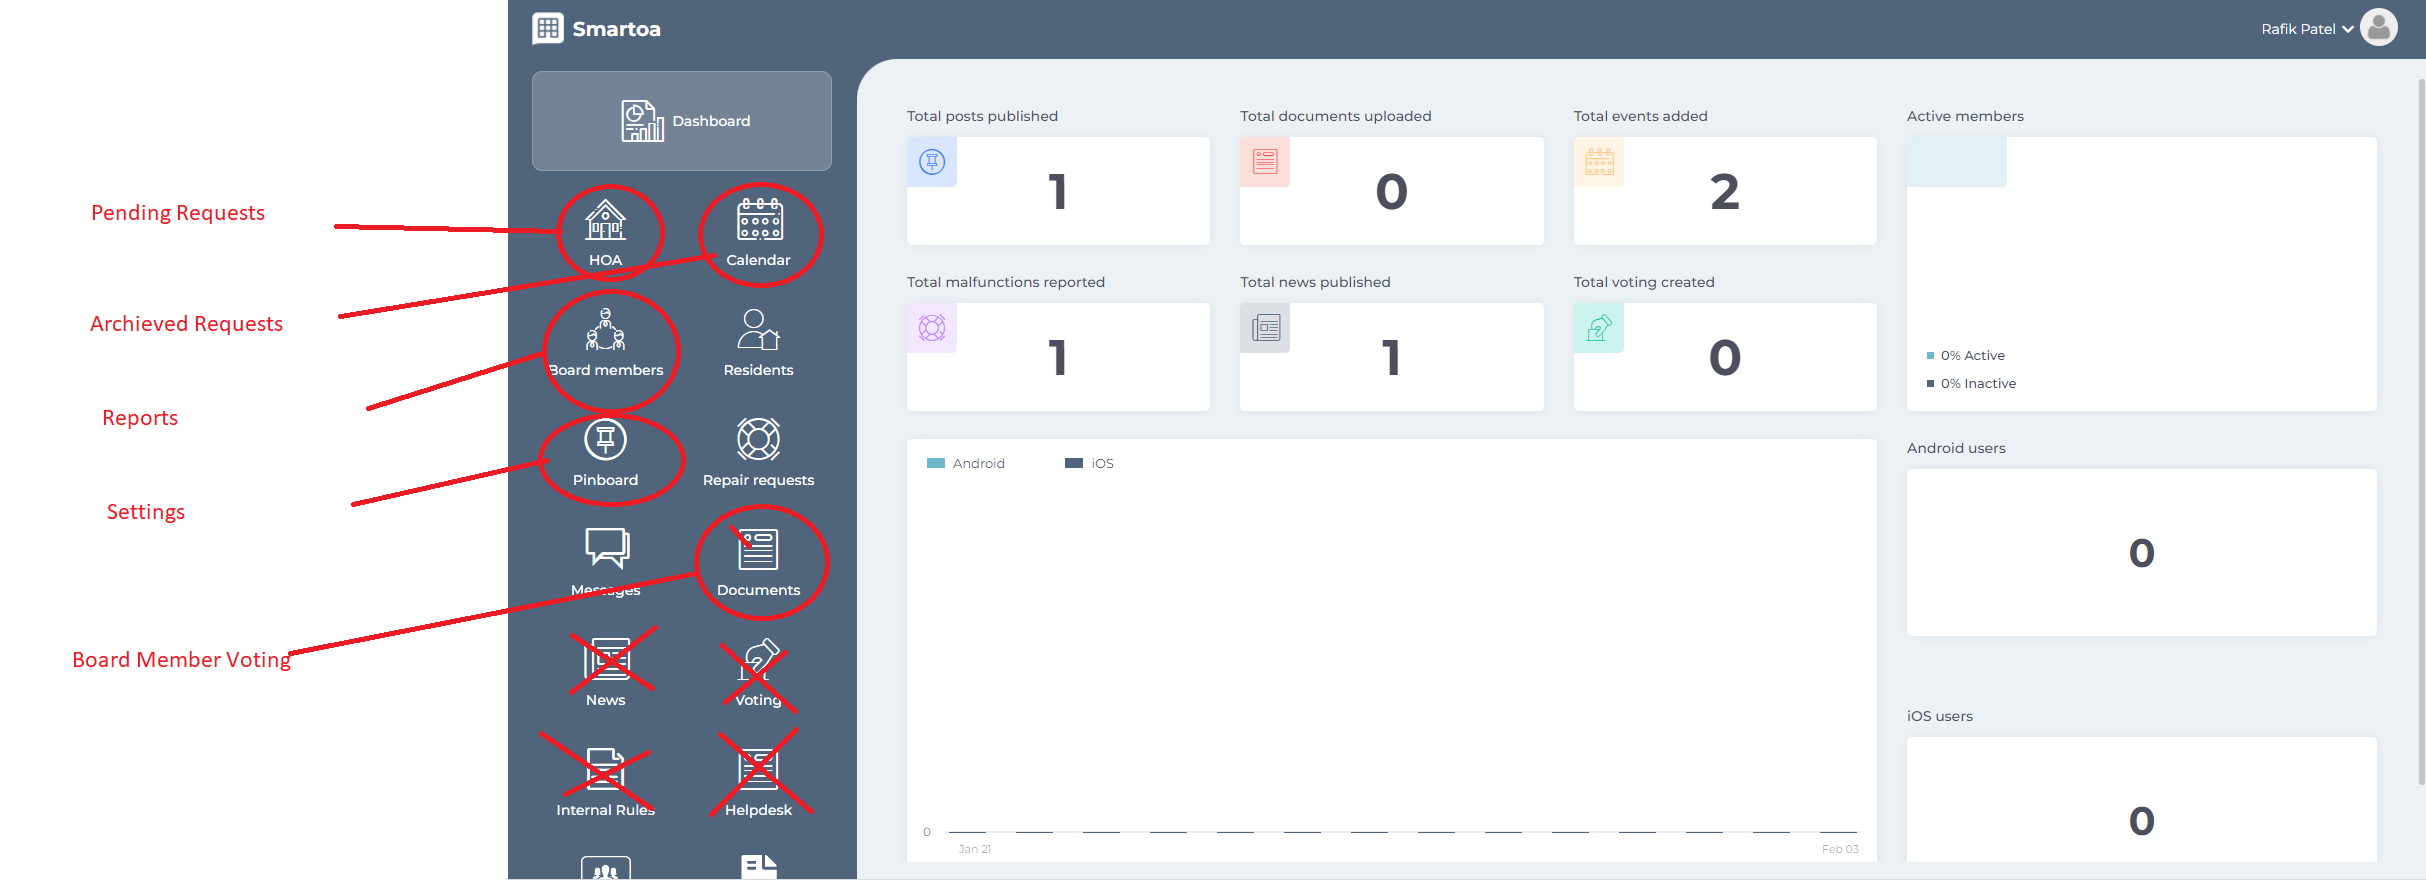 Smartoa
Rafik Patel
Dashboard
Pending Requests
HOA
Calendar
Archieved Requests
Board members
Residents
Reports
Pinboard
Repair requests
Settings
Messages
Documents
Board Member Voting
News
Voting
Internal Rules
Helpdesk
Total posts published
Total documents uploaded
Total events added
Active members
1
0
2
Total malfunctions reported
Total news published
Total voting created
1
1
0
0% Active
0% Inactive
Android
iOS
0
Jan 21
Feb 03
Android users
0
iOS users
0